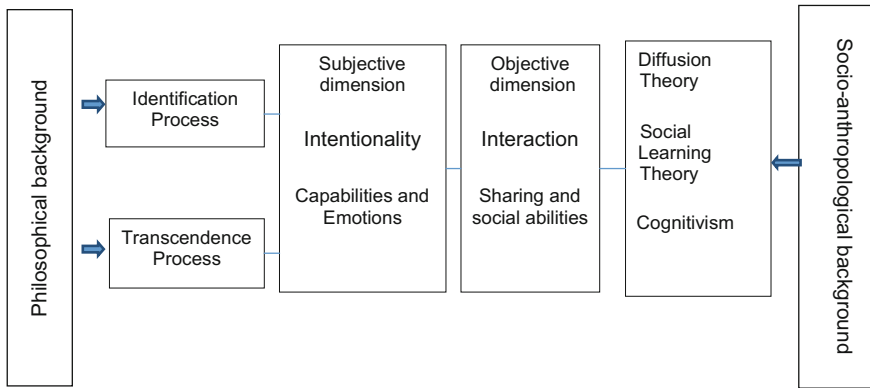 Philosophical background
Identification
Process
Transcendence
Process
Subjective
dimension
Intentionality
Capabilities and
Emotions
Objective
dimension
Interaction
Sharing and
social abilities
Diffusion
Theory
Social
Learning
Theory
Cognitivism
Socio-anthropological background